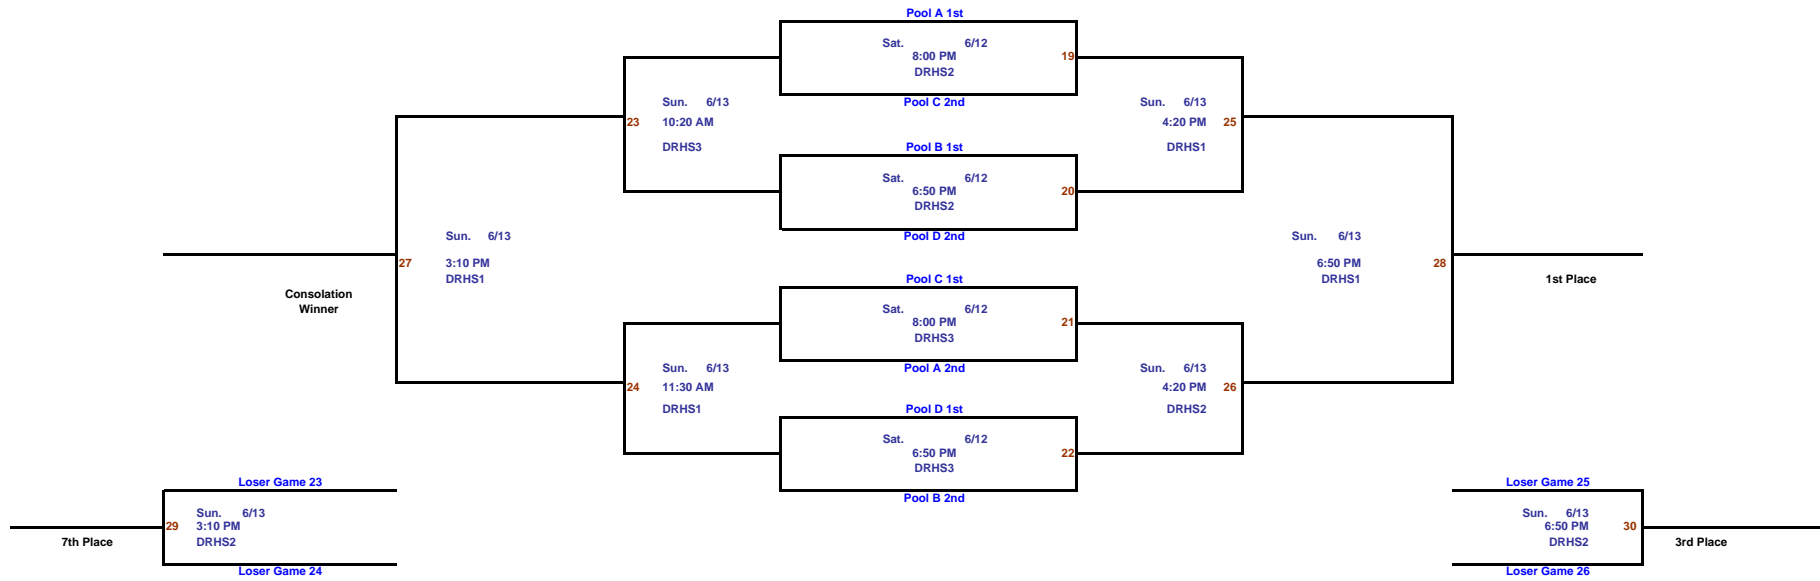 Pool A 1st
Sat. 6/12
8:00 PM
19
DRHS2
Pool C 2nd
Sun. 6/13
23 10:20 AM
DRHS3
Sun. 6/13
4:20 PM 25
DRHS1
Pool B 1st
Sat. 6/12
6:50 PM
20
DRHS2
Pool D 2nd
Sun. 6/13
27 3:10 PM
DRHS1
Consolation
Winner
Sun. 6/13
6:50 PM 28
DRHS1
1st Place
Pool C 1st
Sat. 6/12
8:00 PM
21
DRHS3
Pool A 2nd
Sun. 6/13
24 11:30 AM
DRHS1
Sun. 6/13
4:20 PM 26
DRHS2
Pool D 1st
Sat. 6/12
6:50 PM
22
DRHS3
Pool B 2nd
Loser Game 23
Sun. 6/13
29 3:10 PM
7th Place
DRHS2
Loser Game 24
Loser Game 25
Sun. 6/13
6:50 PM 30
DRHS2
3rd Place
Loser Game 26